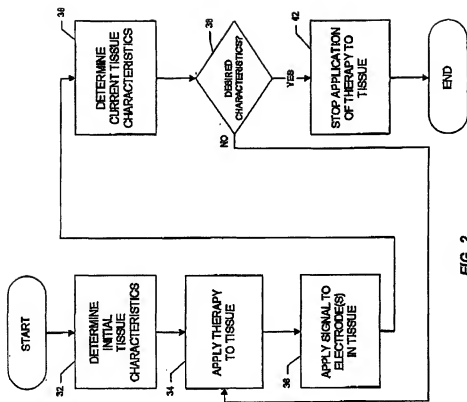 START
32
DETERMINE
INITIAL
TISSUE
CHARACTERISTICS
34
APPLY THERAPY
TO TISSUE
36
APPLY SIGNAL TO
ELECTRODE(S)
IN TISSUE
38
DETERMINE
CURRENT TISSUE
CHARACTERISTICS
DESIRED
CHARACTERISTICS?
NO
YES
42
STOP APPLICATION
OF THERAPY TO
TISSUE
END
FIG. 2